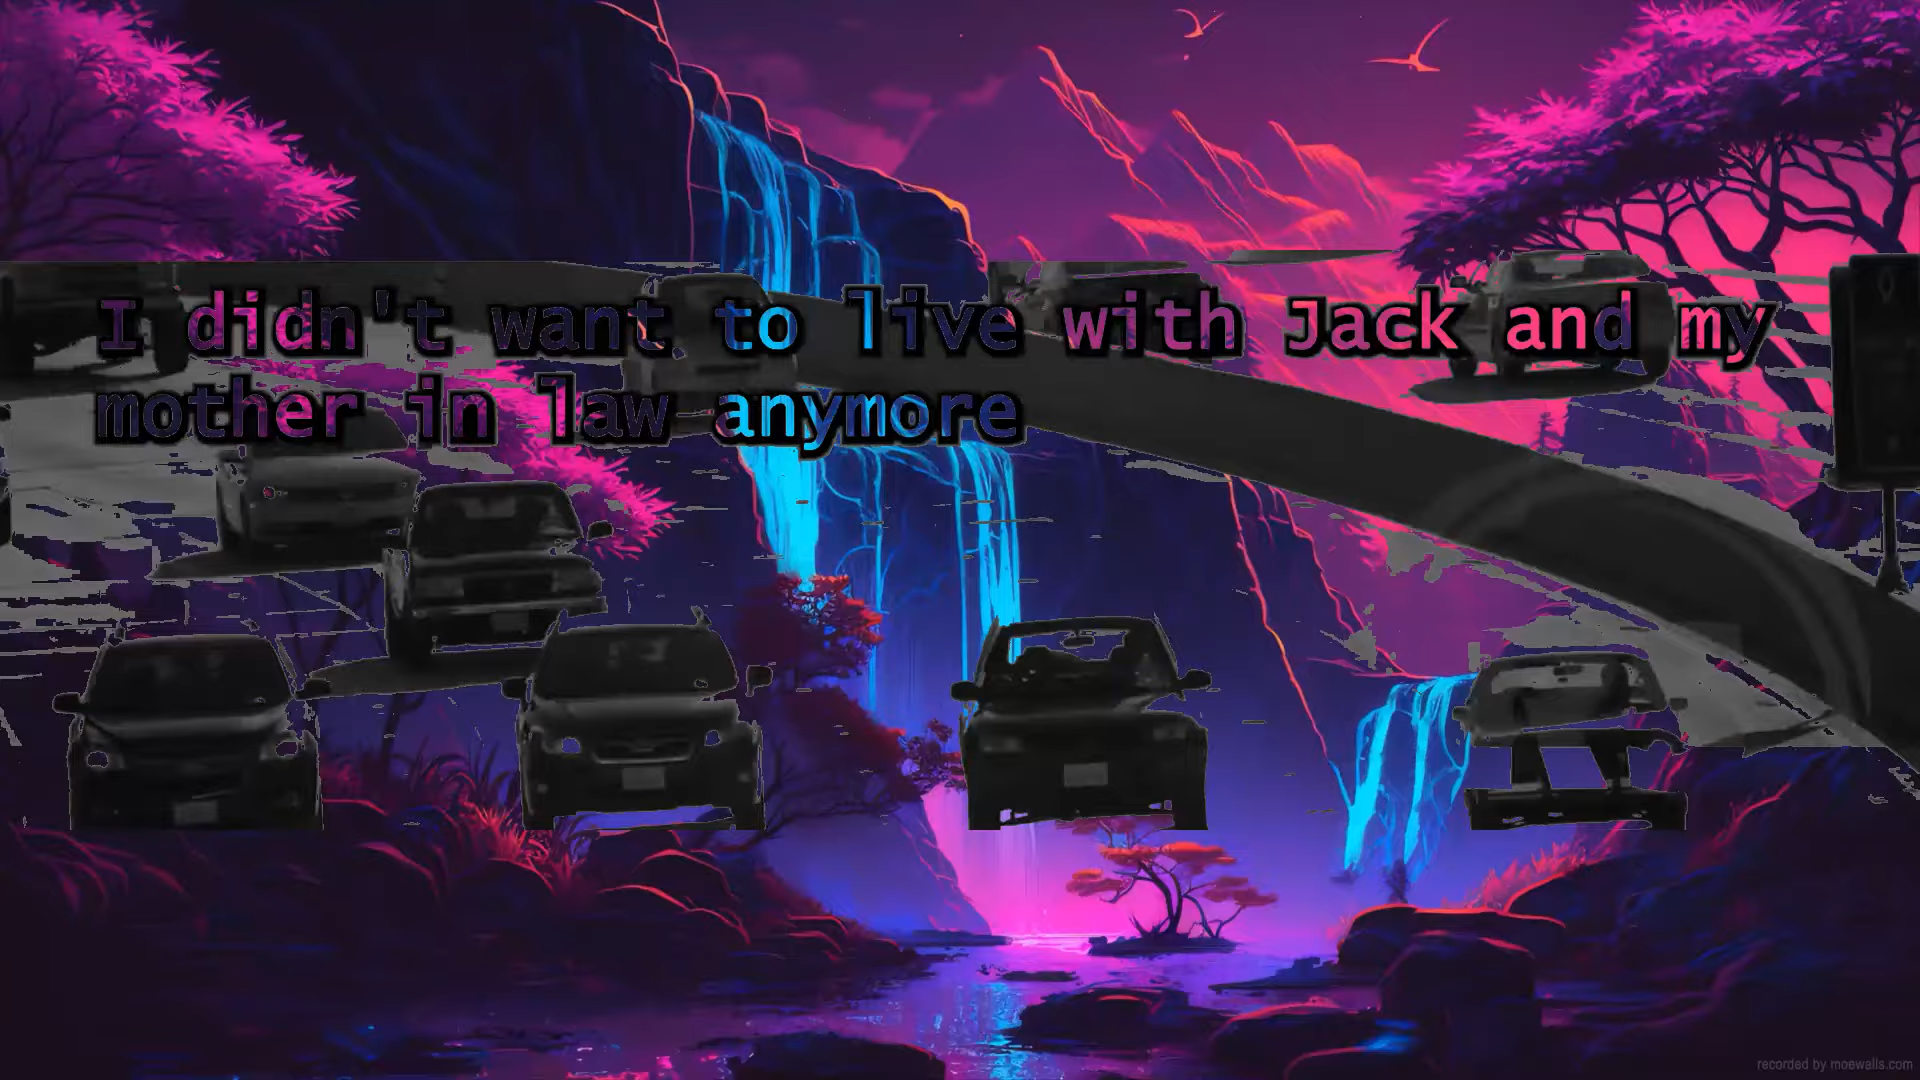 I didn't want to live with Jack and my
mother in law anymore
recorded by moewalls.com